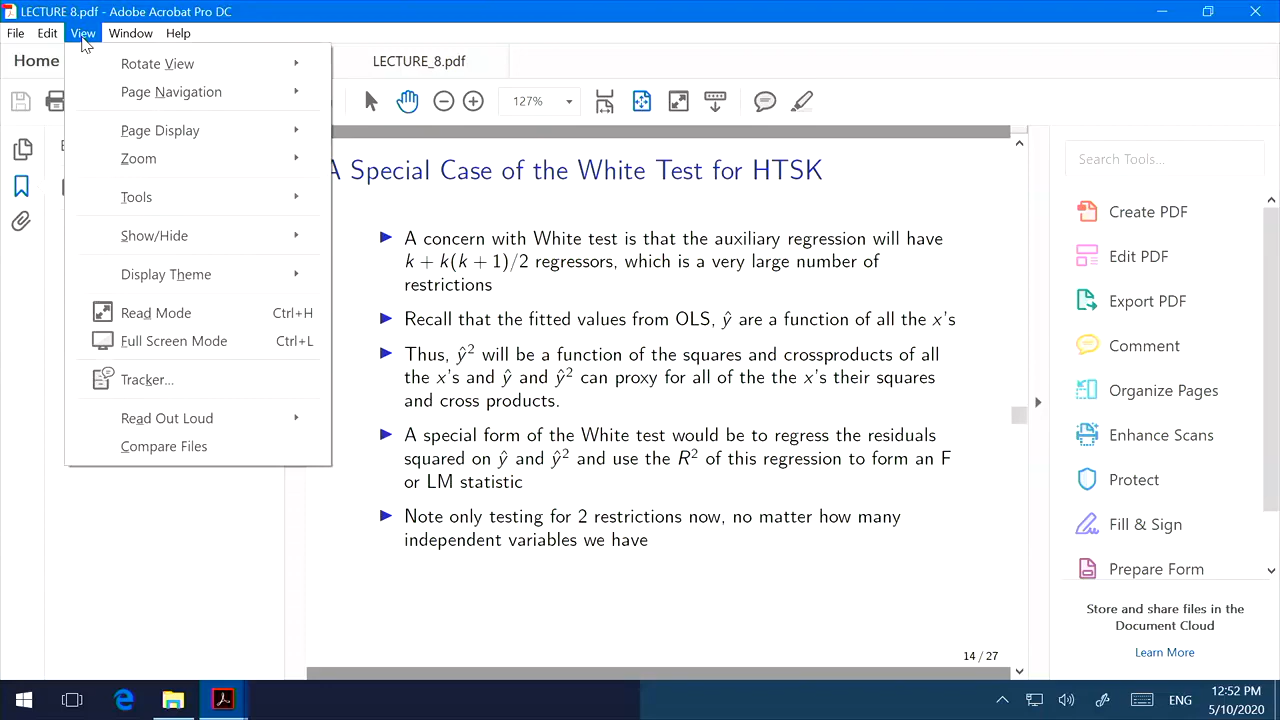 LECTURE 8.pdf - Adobe Acrobat Pro DC
File Edit View Window Help
Home LECTURE_8.pdf
127%
Rotate View
Page Navigation
Page Display
Zoom
Tools
Show/Hide
Display Theme
Read Mode Ctrl+H
Full Screen Mode Ctrl+L
Tracker...
Read Out Loud
Compare Files
A Special Case of the White Test for HTSK
A concern with White test is that the auxiliary regression will have
k + k(k + 1)/2 regressors, which is a very large number of
restrictions
Recall that the fitted values from OLS, ŷ are a function of all the x's
Thus, ŷ² will be a function of the squares and crossproducts of all
the x's and ŷ and ŷ² can proxy for all of the the x's their squares
and cross products.
A special form of the White test would be to regress the residuals
squared on ŷ and ŷ² and use the R² of this regression to form an F
or LM statistic
Note only testing for 2 restrictions now, no matter how many
independent variables we have
14 / 27
Search Tools...
Create PDF
Edit PDF
Export PDF
Comment
Organize Pages
Enhance Scans
Protect
Fill & Sign
Prepare Form
Store and share files in the
Document Cloud
Learn More
ENG
12:52 PM
5/10/2020